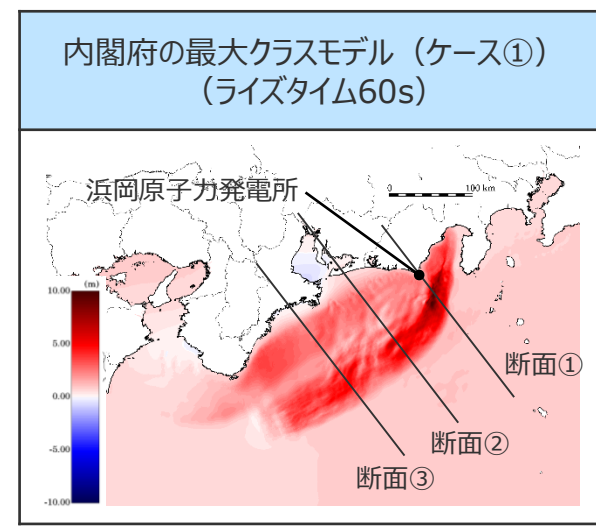 内閣府の最大クラスモデル（ケース①）
（ライズタイム60s）
浜岡原子力発電所
0 100 km
(m)
10.00
5.00
0.00
-5.00
-10.00
断面①
断面②
断面③